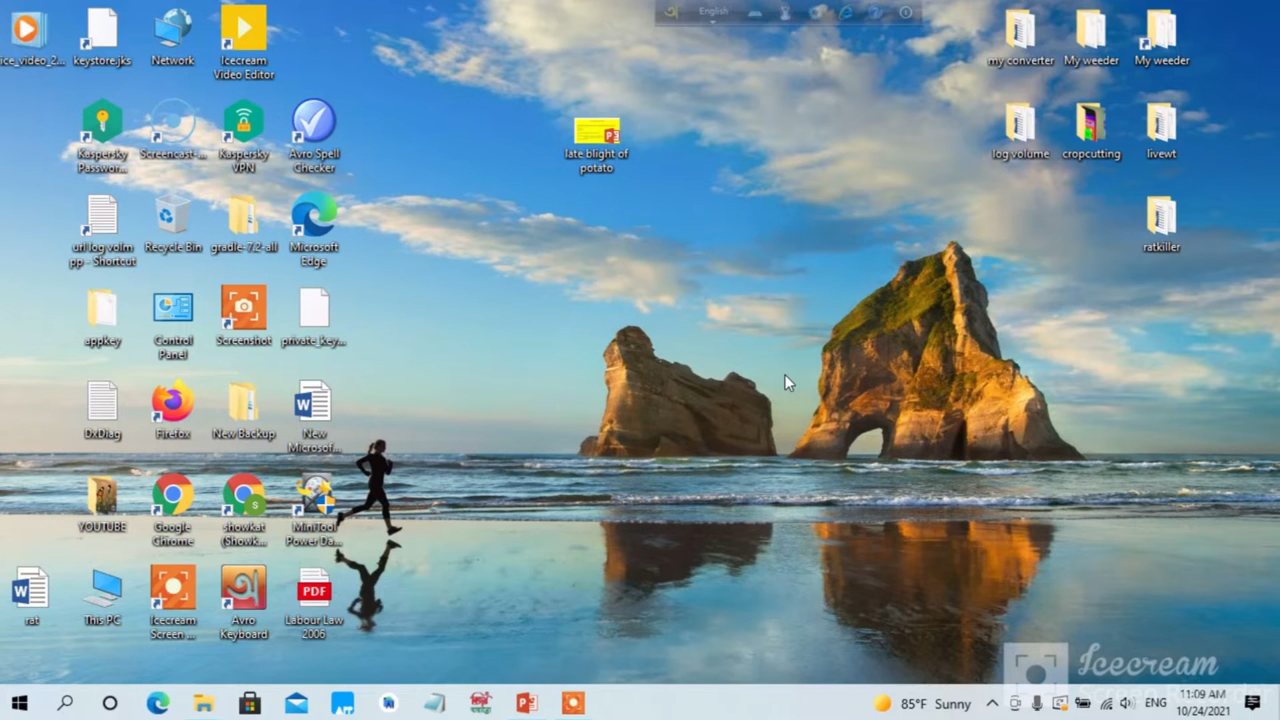 English
ice_video_2...
keystore.jks
Network
Icecream
Video Editor
my converter
My weeder
My weeder
Kaspersky
Passwor...
Screencast-...
Kaspersky
VPN
Avro Spell
Checker
late blight of
potato
log volume
cropcutting
livewt
url log volm
pp - Shortcut
Recycle Bin
gradle-7.2-all
Microsoft
Edge
ratkiller
appkey
Control
Panel
Screenshot
private_key...
DxDiag
Firefox
New Backup
New
Microsof...
YOUTUBE
Google
Chrome
showkat
(Showk...
MiniTool
Power Da...
rat
This PC
Icecream
Screen ...
Avro
Keyboard
PDF
Labour Law
2006
Icecream
Screen Recorder
85°F Sunny
ENG
11:09 AM
10/24/2021